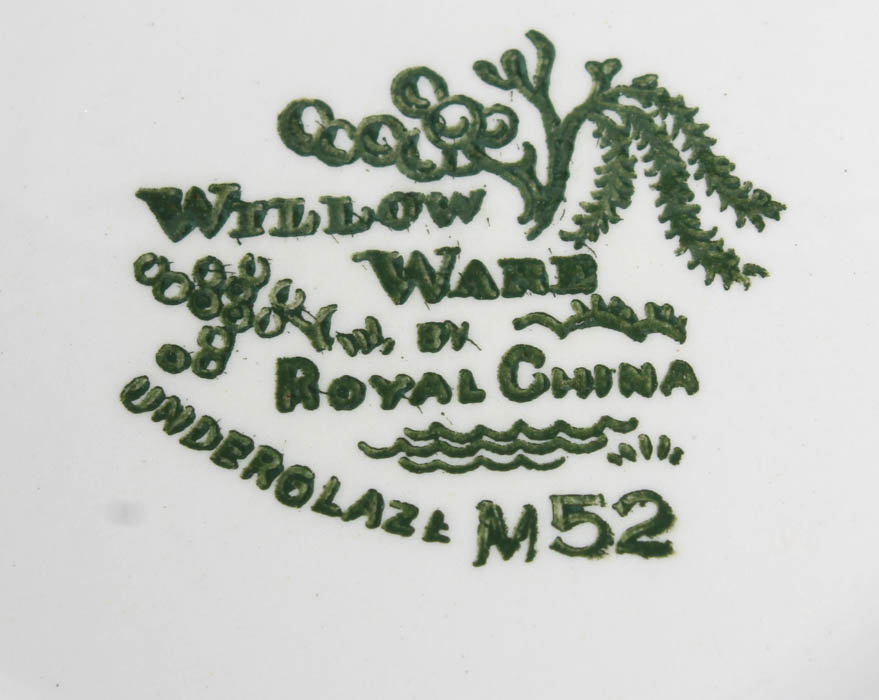 WILLOW
WARE
BY
ROYAL CHINA
UNDERGLAZE M52